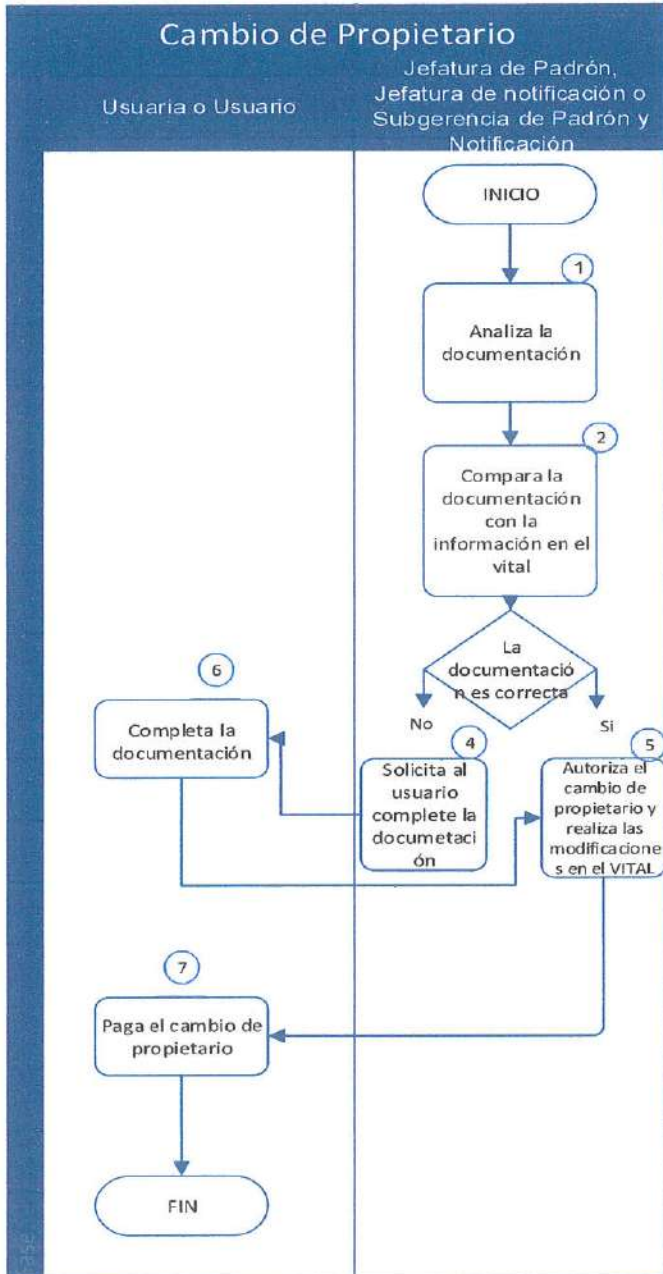 Cambio de Propietario
Usuaria o Usuario
Jefatura de Padrón,
Jefatura de notificación o
Subgerencia de Padrón y
Notificación
INICIO
1
Analiza la
documentación
2
Compara la
documentación
con la
información en el
vital
La
documentació
n es correcta
No
Si
4
Solicita al
usuario
complete la
documetaci
ón
5
Autoriza el
cambio de
propietario y
realiza las
modificacione
s en el VITAL
6
Completa la
documentación
7
Paga el cambio de
propietario
FIN
ase